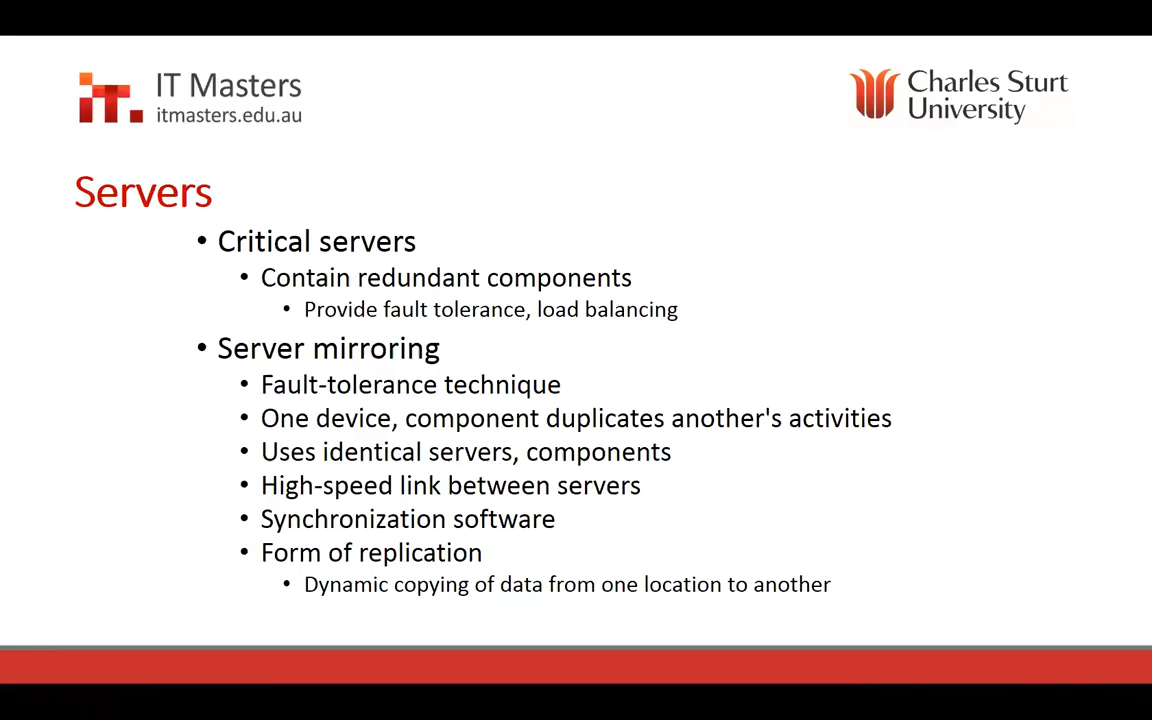 IT Masters
itmasters.edu.au
Charles Sturt
University
Servers
• Critical servers
• Contain redundant components
• Provide fault tolerance, load balancing
• Server mirroring
• Fault-tolerance technique
• One device, component duplicates another's activities
• Uses identical servers, components
• High-speed link between servers
• Synchronization software
• Form of replication
• Dynamic copying of data from one location to another